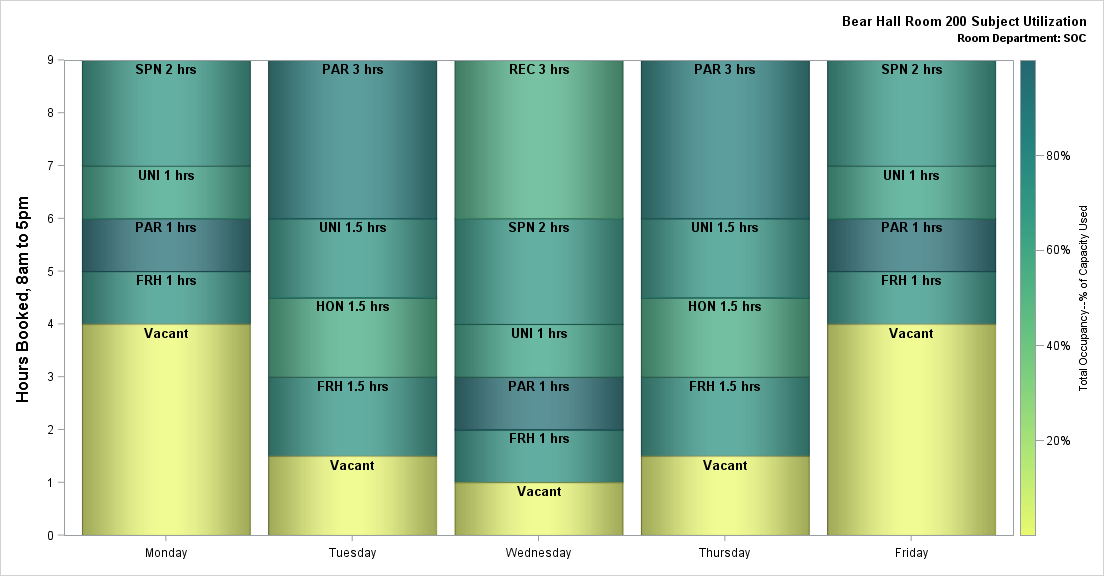 Bear Hall Room 200 Subject Utilization
Room Department: SOC
Hours Booked, 8am to 5pm
9
8
7
6
5
4
3
2
1
0
SPN 2 hrs
UNI 1 hrs
PAR 1 hrs
FRH 1 hrs
Vacant
PAR 3 hrs
UNI 1.5 hrs
HON 1.5 hrs
FRH 1.5 hrs
Vacant
REC 3 hrs
SPN 2 hrs
UNI 1 hrs
PAR 1 hrs
FRH 1 hrs
Vacant
PAR 3 hrs
UNI 1.5 hrs
HON 1.5 hrs
FRH 1.5 hrs
Vacant
SPN 2 hrs
UNI 1 hrs
PAR 1 hrs
FRH 1 hrs
Vacant
Monday
Tuesday
Wednesday
Thursday
Friday
80%
60%
40%
20%
Total Occupancy--% of Capacity Used